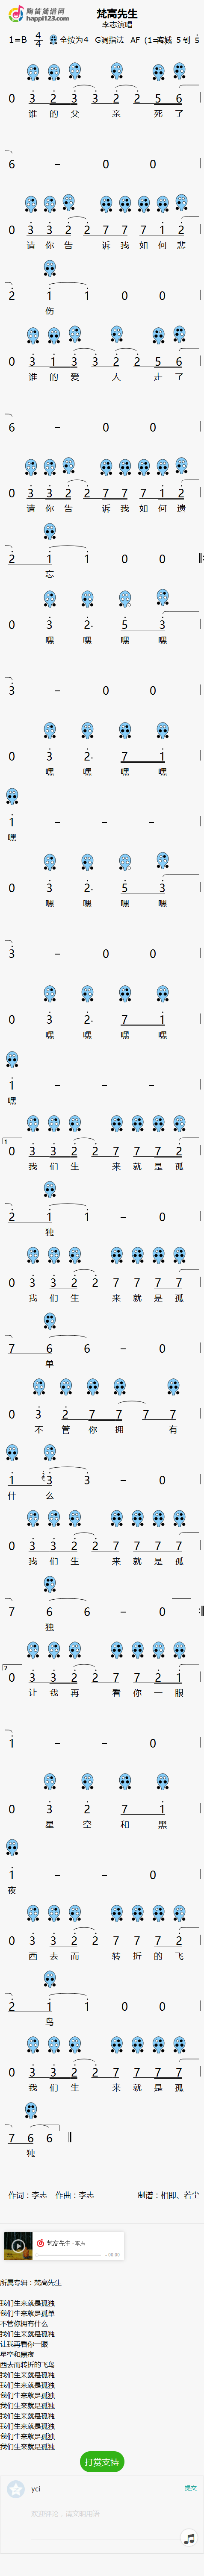 陶笛简谱网
happi123.com
梵高先生
李志演唱
1=B 4/4 全按为4 G调指法 AF 5 到 5
0 3 2 3 3 2 2 5 6
谁 的 父 亲 死 了
6 - 0 0
0 3 3 2 2 7 7 7 1 2
请 你 告 诉 我 如 何 悲
2 1 1 0 0
伤
0 3 1 3 3 2 2 5 6
谁 的 爱 人 走 了
6 - 0 0
0 3 3 2 2 7 7 7 1 2
请 你 告 诉 我 如 何 遗
2 1 1 0 0
忘
0 3 2. 5 3
嘿 嘿 嘿 嘿
3 - 0 0
0 3 2. 7 1
嘿 嘿 嘿 嘿
1 - - -
嘿
0 3 2. 5 3
嘿 嘿 嘿 嘿
3 - 0 0
0 3 2. 7 1
嘿 嘿 嘿 嘿
1 - - -
嘿
1
0 3 3 2 2 7 7 7 2
我 们 生 来 就 是 孤
2 1 1 - 0
独
0 3 3 2 2 7 7 7 7
我 们 生 来 就 是 孤
7 6 6 - 0
单
0 3 2 7 7 7 7
不 管 你 拥 有
1 3 3 - 0
什 么
0 3 3 2 2 7 7 7 7
我 们 生 来 就 是 孤
7 6 6 - 0
独
2
0 3 3 2 2 7 7 2 1
让 我 再 看 你 一 眼
1 - - 0
0 3 2 7 1
星 空 和 黑
1 - - 0
夜
0 3 3 2 2 7 7 7 2
西 去 而 转 折 的 飞
2 1 1 0 0
鸟
0 3 3 2 2 7 7 7 7
我 们 生 来 就 是 孤
7 6 6
独
作词：李志 作曲：李志 制谱：相即、若尘
梵高先生 - 李志
- 00:00
所属专辑：梵高先生
我们生来就是孤独
我们生来就是孤单
不管你拥有什么
我们生来就是孤独
让我再看你一眼
星空和黑夜
西去而转折的飞鸟
我们生来就是孤独
我们生来就是孤独
我们生来就是孤独
我们生来就是孤独
我们生来就是孤独
我们生来就是孤独
我们生来就是孤独
我们生来就是孤独
打赏支持
yci
提交